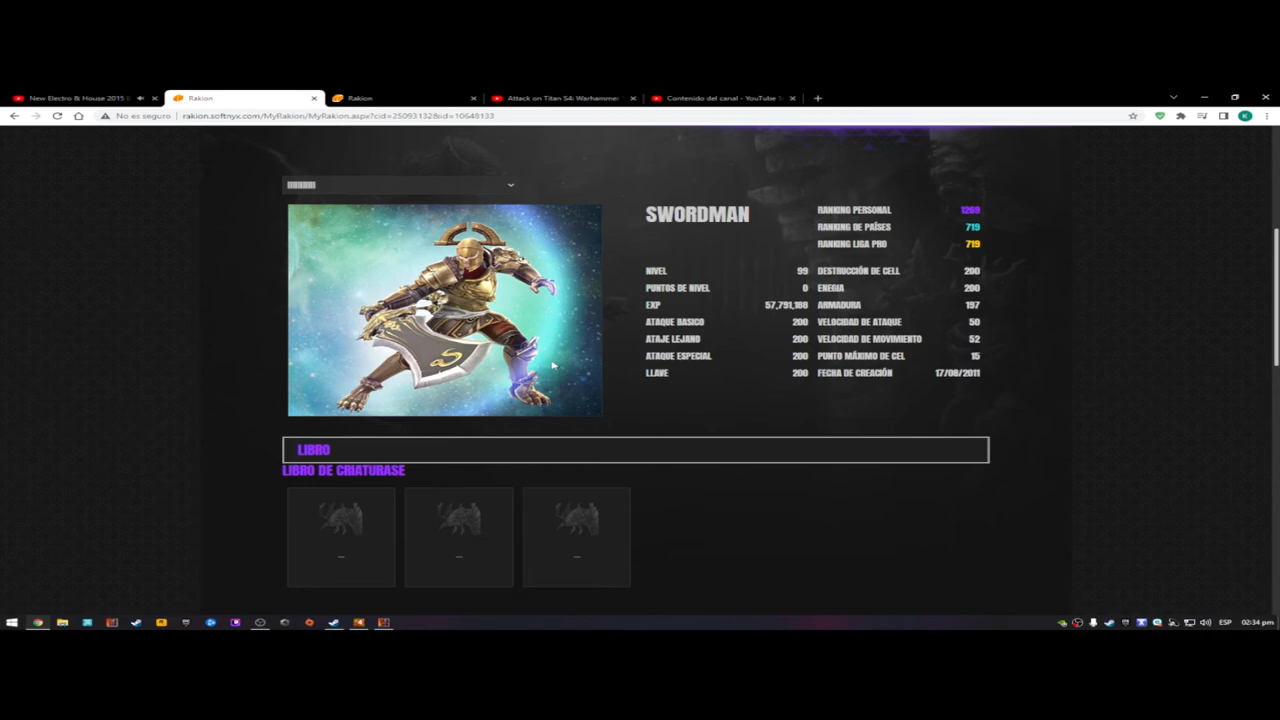 New Electro & House 2015
Rakion
Rakion
Attack on Titan S4: Warhammer
Contenido del canal - YouTube
No es seguro
rakion.softnyx.com/MyRakion/MyRakion.aspx?cid=25093132&id=10648133
K
SWORDMAN
RANKING PERSONAL 1269
RANKING DE PAÍSES 719
RANKING LIGA PRO 719
NIVEL 99 DESTRUCCIÓN DE CELL 200
PUNTOS DE NIVEL 0 ENEGIA 200
EXP 57,791,188 ARMADURA 197
ATAQUE BASICO 200 VELOCIDAD DE ATAQUE 50
ATAJE LEJANO 200 VELOCIDAD DE MOVIMIENTO 52
ATAQUE ESPECIAL 200 PUNTO MÁXIMO DE CEL 15
LLAVE 200 FECHA DE CREACIÓN 17/08/2011
LIBRO
LIBRO DE CRIATURASE
ESP
02:34 pm